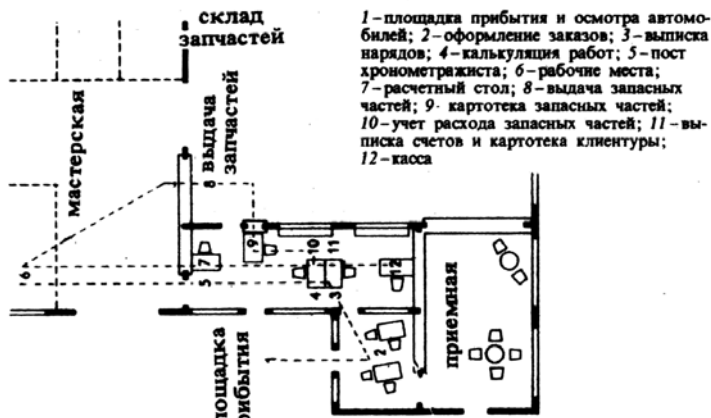 склад
запчастей
1–площадка прибытия и осмотра автомо-
билей; 2–оформление заказов; 3–выписка
нарядов; 4–калькуляция работ; 5–пост
хронометражиста; 6–рабочие места;
7–расчетный стол; 8–выдача запасных
частей; 9· картотека запасных частей;
10–учет расхода запасных частей; 11–вы-
писка счетов и картотека клиентуры;
12–касса
мастерская
выдача
запчастей
8
9
10
11
7
12
6
5
4
3
приемная
2
1
лощадка
рибытия